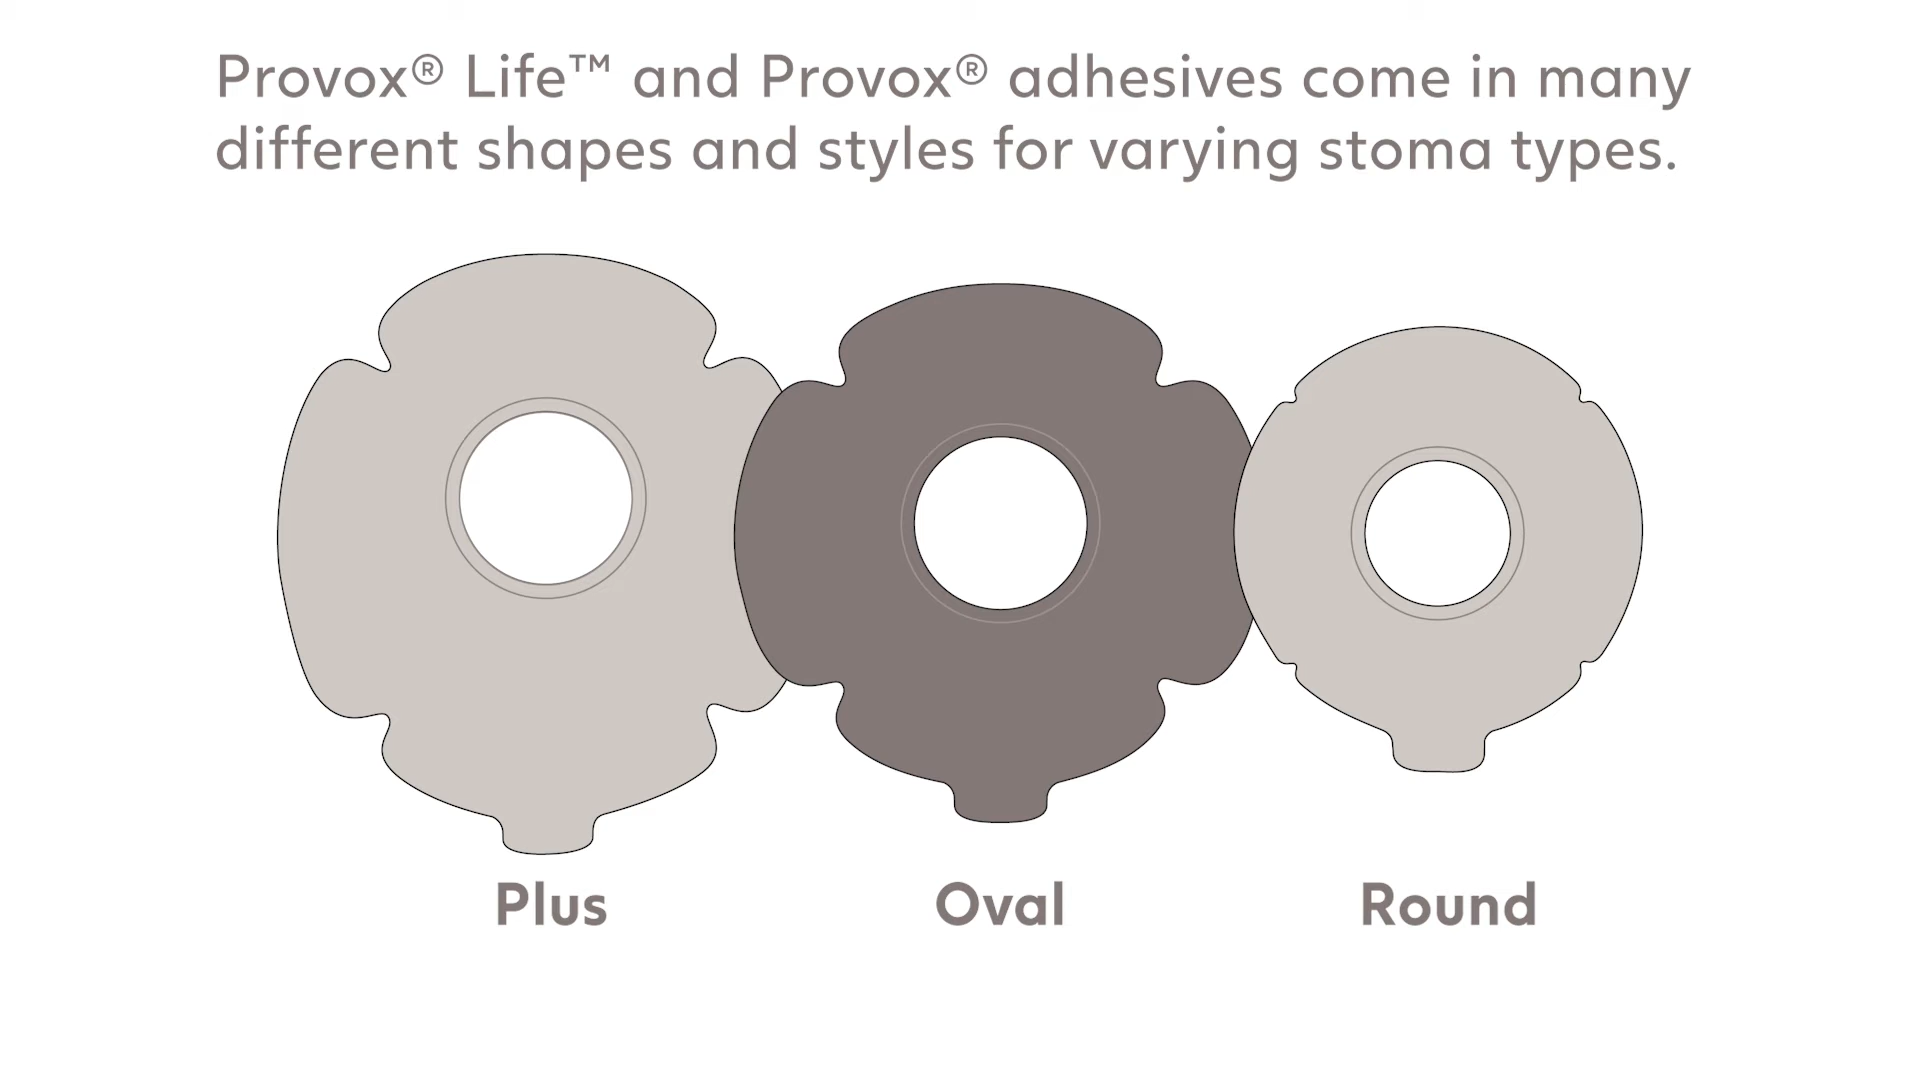 Provox® Life™ and Provox® adhesives come in many
different shapes and styles for varying stoma types.
Plus
Oval
Round